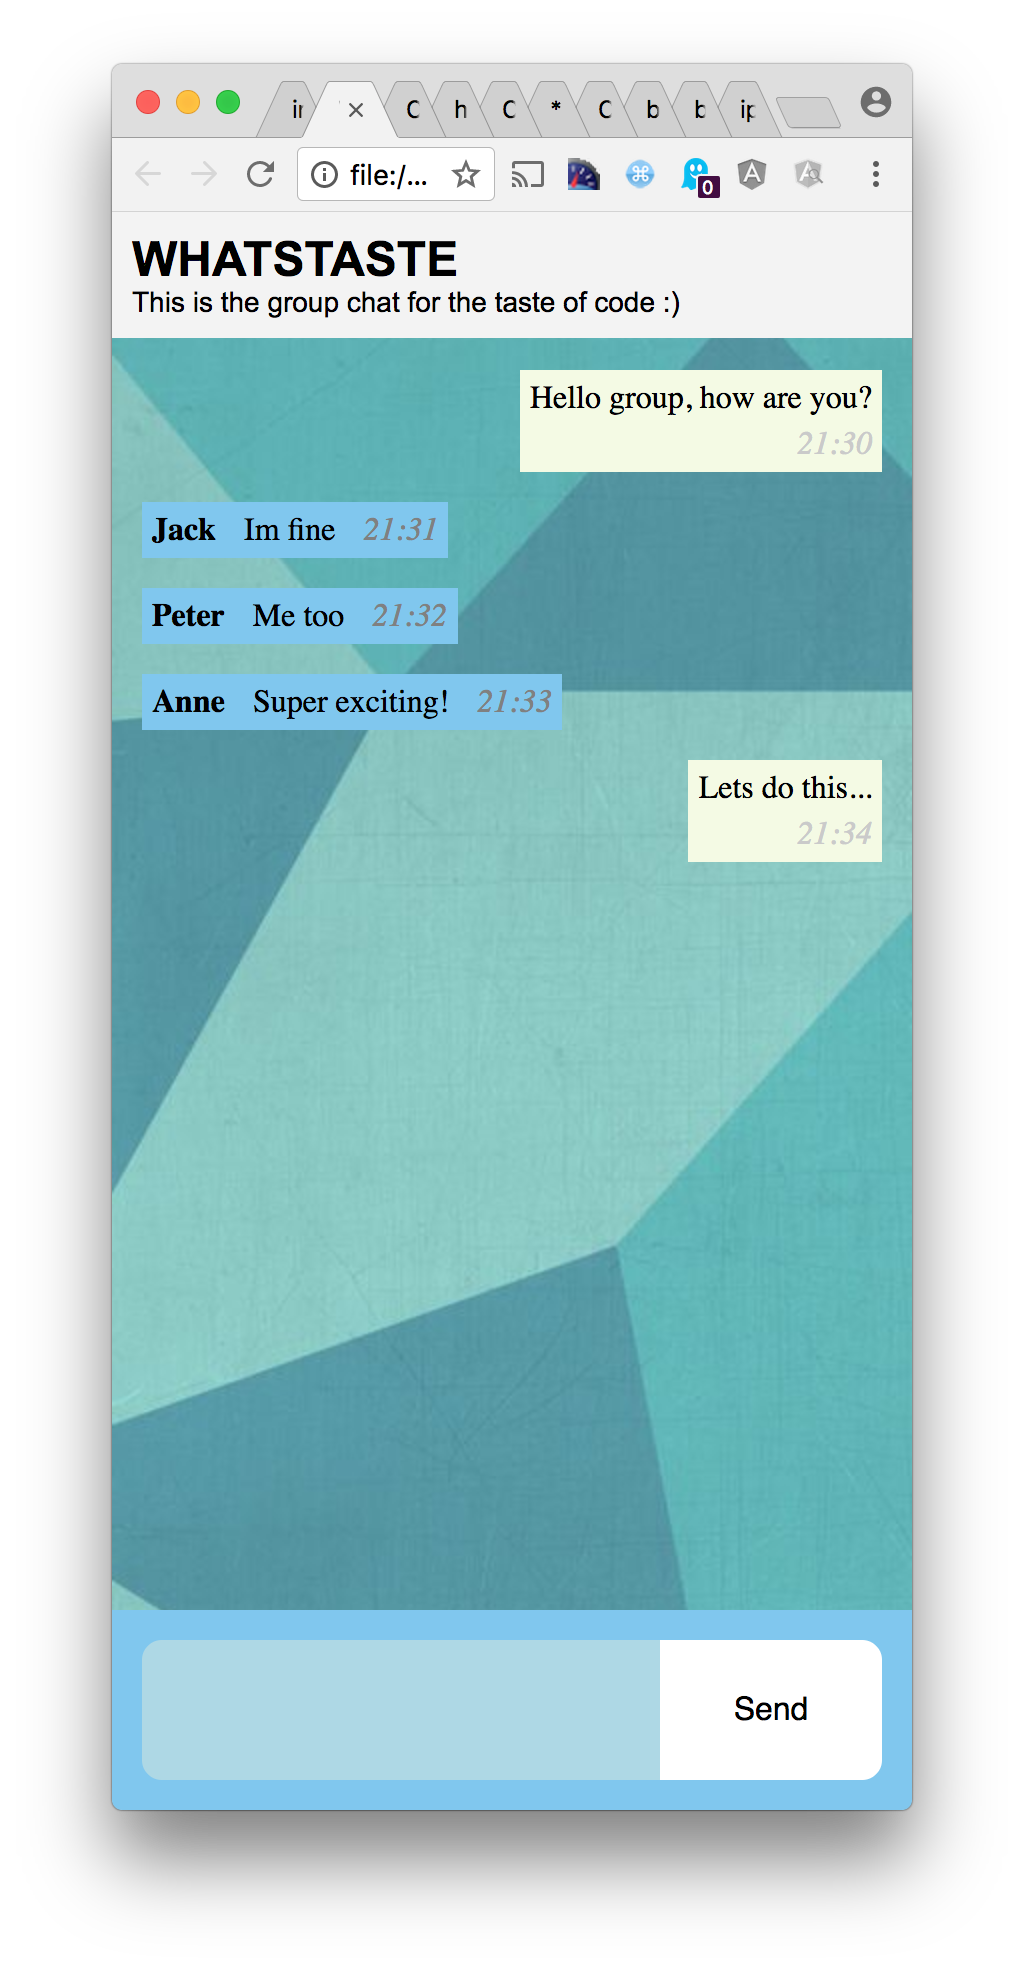 C h C * C b b ip
file:/...
0
WHATSTASTE
This is the group chat for the taste of code :)
Hello group, how are you?
21:30
Jack Im fine 21:31
Peter Me too 21:32
Anne Super exciting! 21:33
Lets do this...
21:34
Send